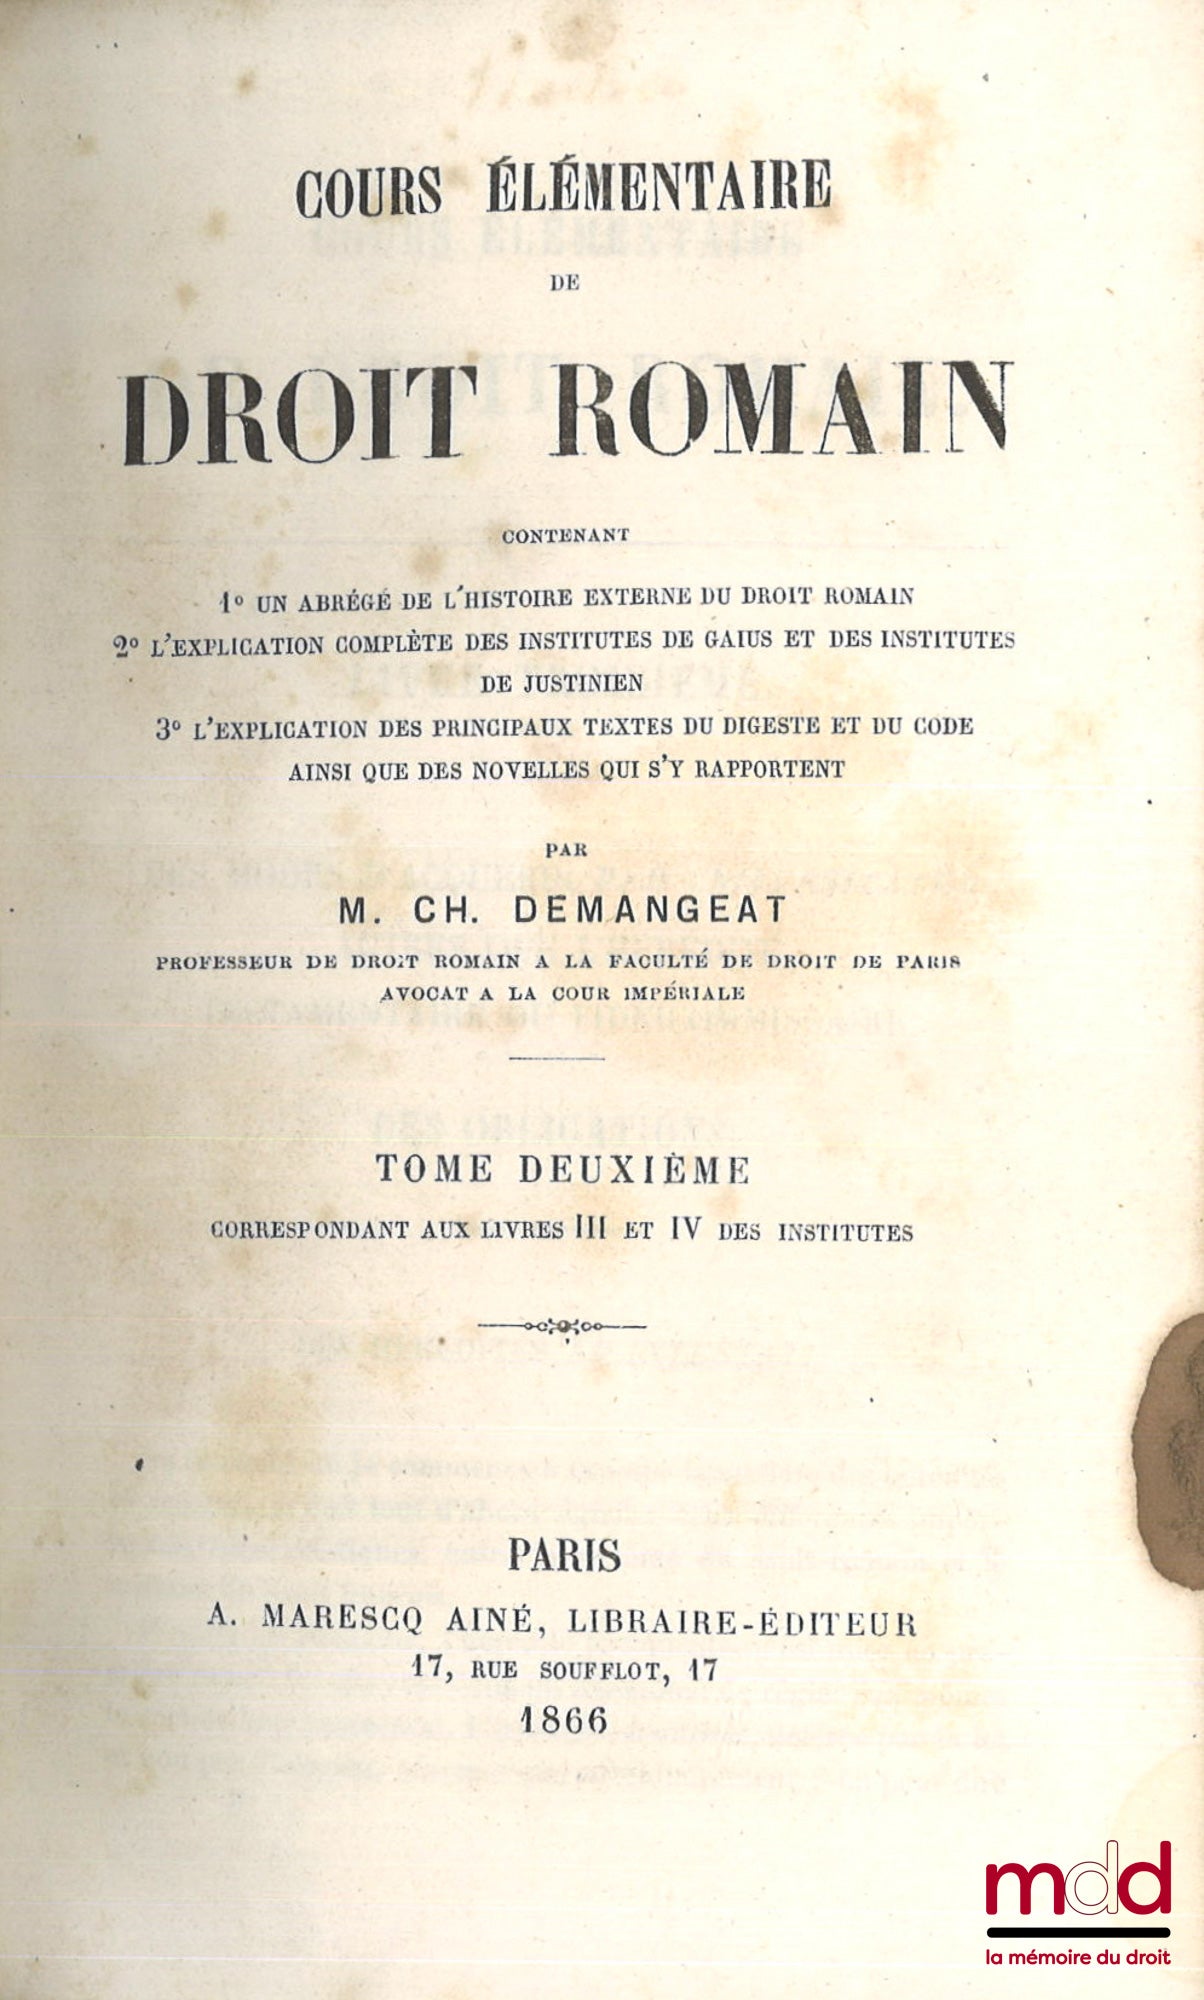 COURS ÉLÉMENTAIRE
DE
DROIT ROMAIN
CONTENANT
1º UN ABRÉGÉ DE L'HISTOIRE EXTERNE DU DROIT ROMAIN
2º L'EXPLICATION COMPLÈTE DES INSTITUTES DE GAIUS ET DES INSTITUTES
DE JUSTINIEN
3º L'EXPLICATION DES PRINCIPAUX TEXTES DU DIGESTE ET DU CODE
AINSI QUE DES NOVELLES QUI S'Y RAPPORTENT
PAR
M. CH. DEMANGEAT
PROFESSEUR DE DROIT ROMAIN A LA FACULTÉ DE DROIT DE PARIS
AVOCAT A LA COUR IMPÉRIALE
TOME DEUXIÈME
CORRESPONDANT AUX LIVRES III ET IV DES INSTITUTES
PARIS
A. MARESCQ AINÉ, LIBRAIRE-ÉDITEUR
17, RUE SOUFFLOT, 17
1866
mdd
la mémoire du droit